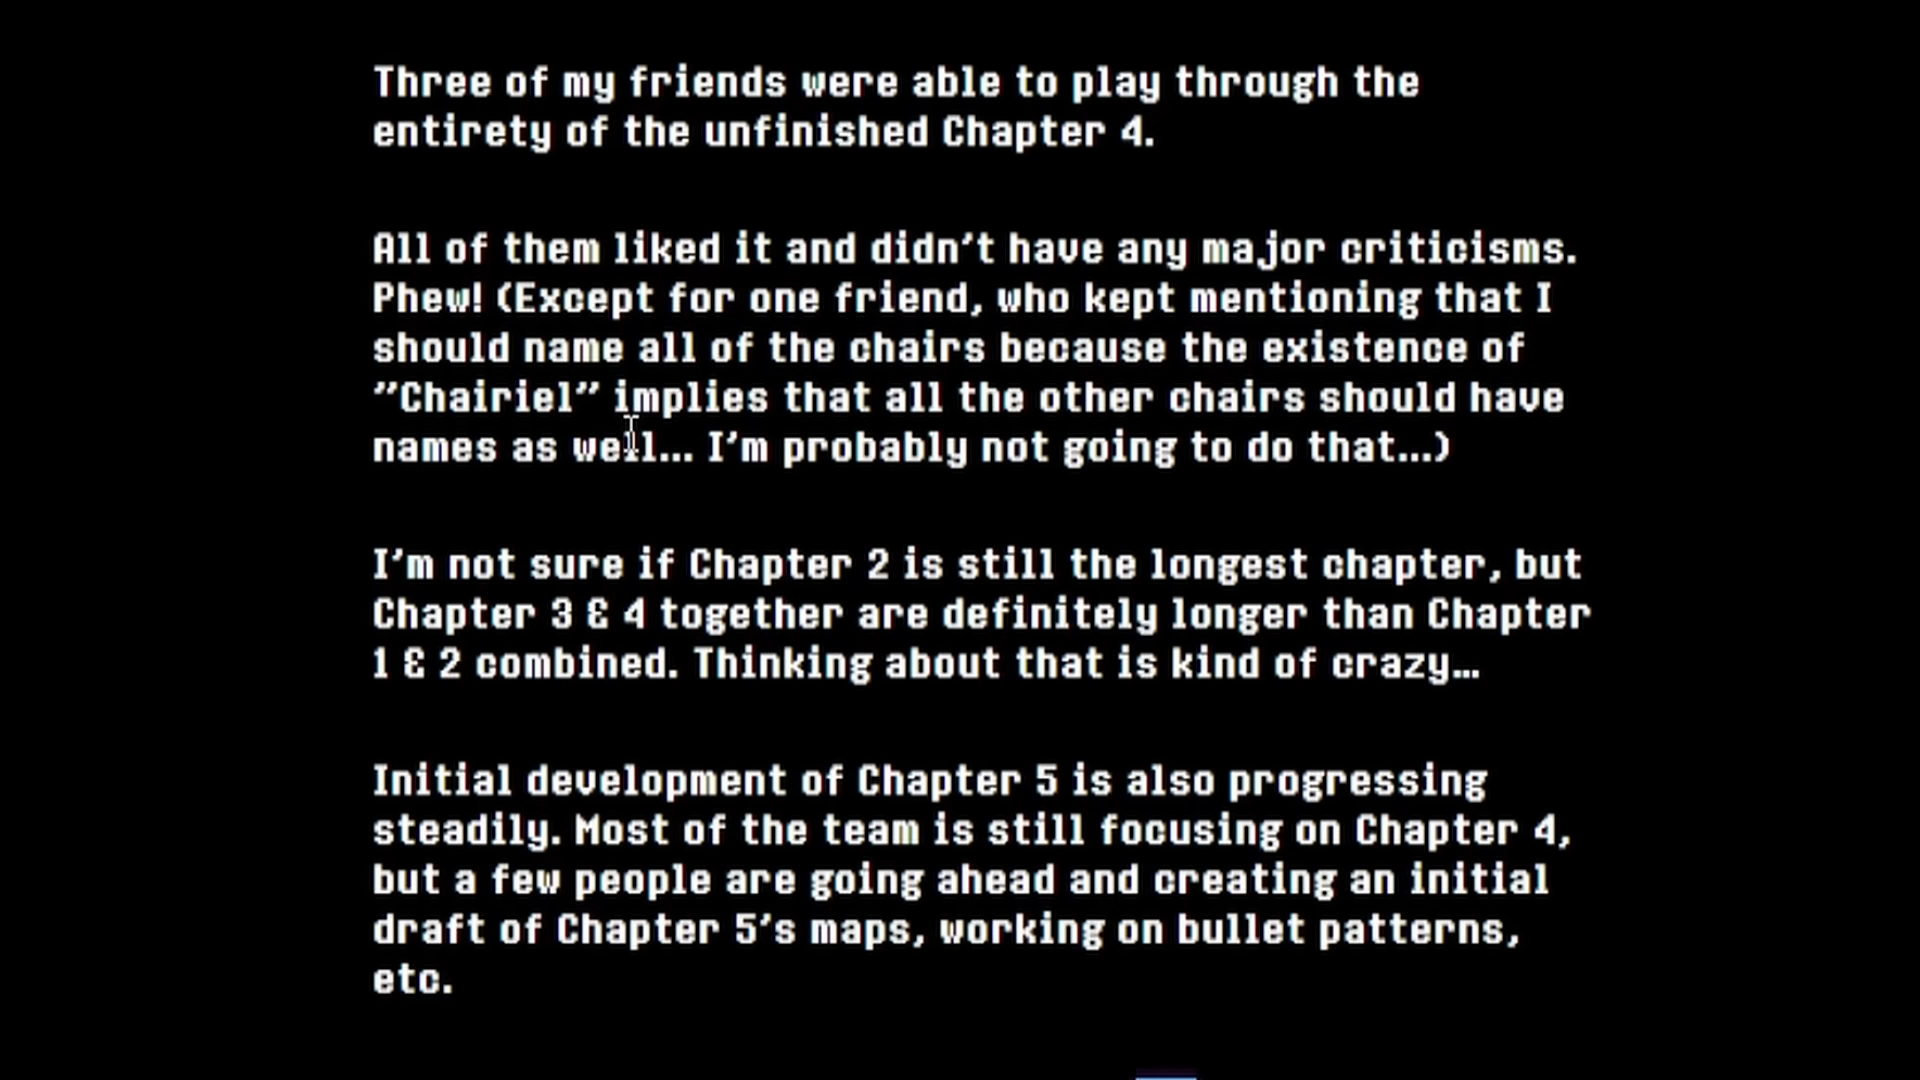 Three of my friends were able to play through the
entirety of the unfinished Chapter 4.
All of them liked it and didn't have any major criticisms.
Phew! (Except for one friend, who kept mentioning that I
should name all of the chairs because the existence of
"Chairiel" implies that all the other chairs should have
names as well... I'm probably not going to do that...)
I'm not sure if Chapter 2 is still the longest chapter, but
Chapter 3 & 4 together are definitely longer than Chapter
1 & 2 combined. Thinking about that is kind of crazy...
Initial development of Chapter 5 is also progressing
steadily. Most of the team is still focusing on Chapter 4,
but a few people are going ahead and creating an initial
draft of Chapter 5's maps, working on bullet patterns,
etc.